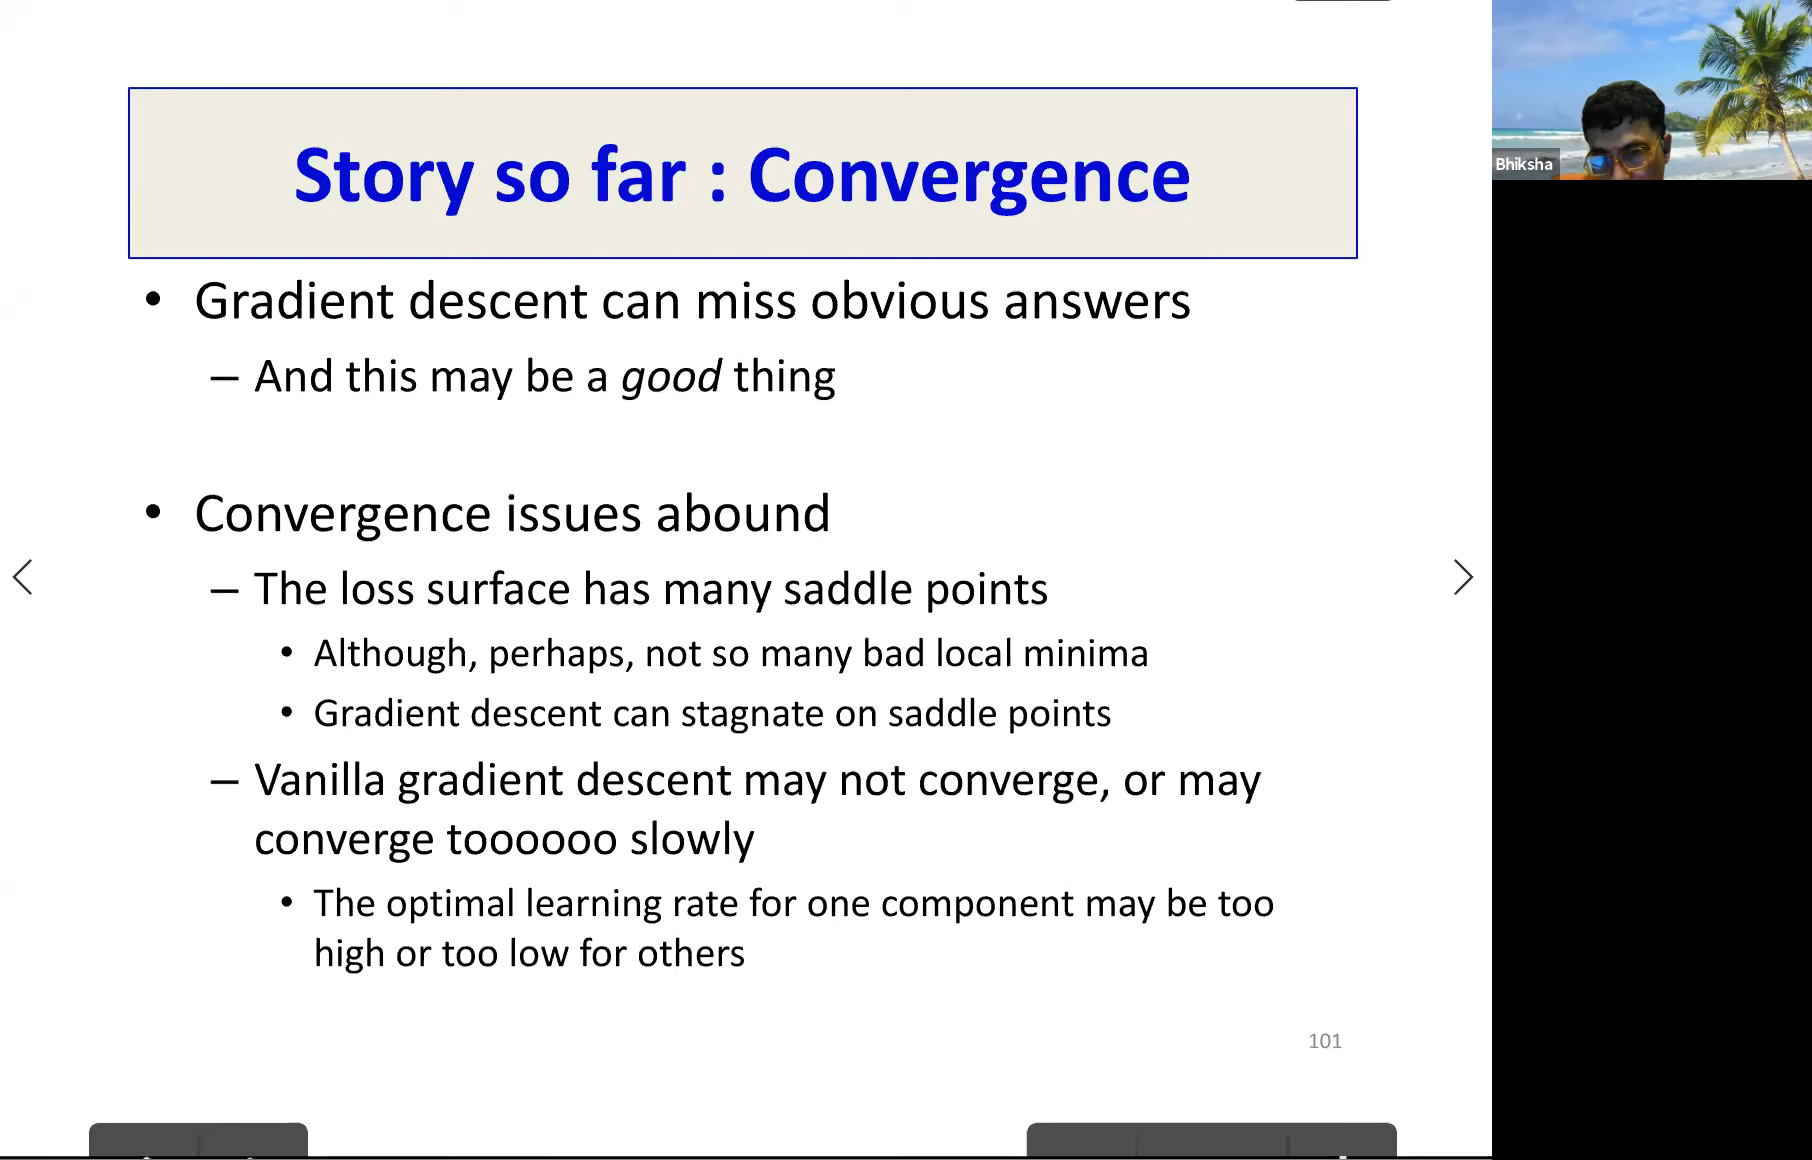 Story so far : Convergence
• Gradient descent can miss obvious answers
– And this may be a good thing
• Convergence issues abound
– The loss surface has many saddle points
• Although, perhaps, not so many bad local minima
• Gradient descent can stagnate on saddle points
– Vanilla gradient descent may not converge, or may
converge toooooo slowly
• The optimal learning rate for one component may be too
high or too low for others
101
Bhiksha